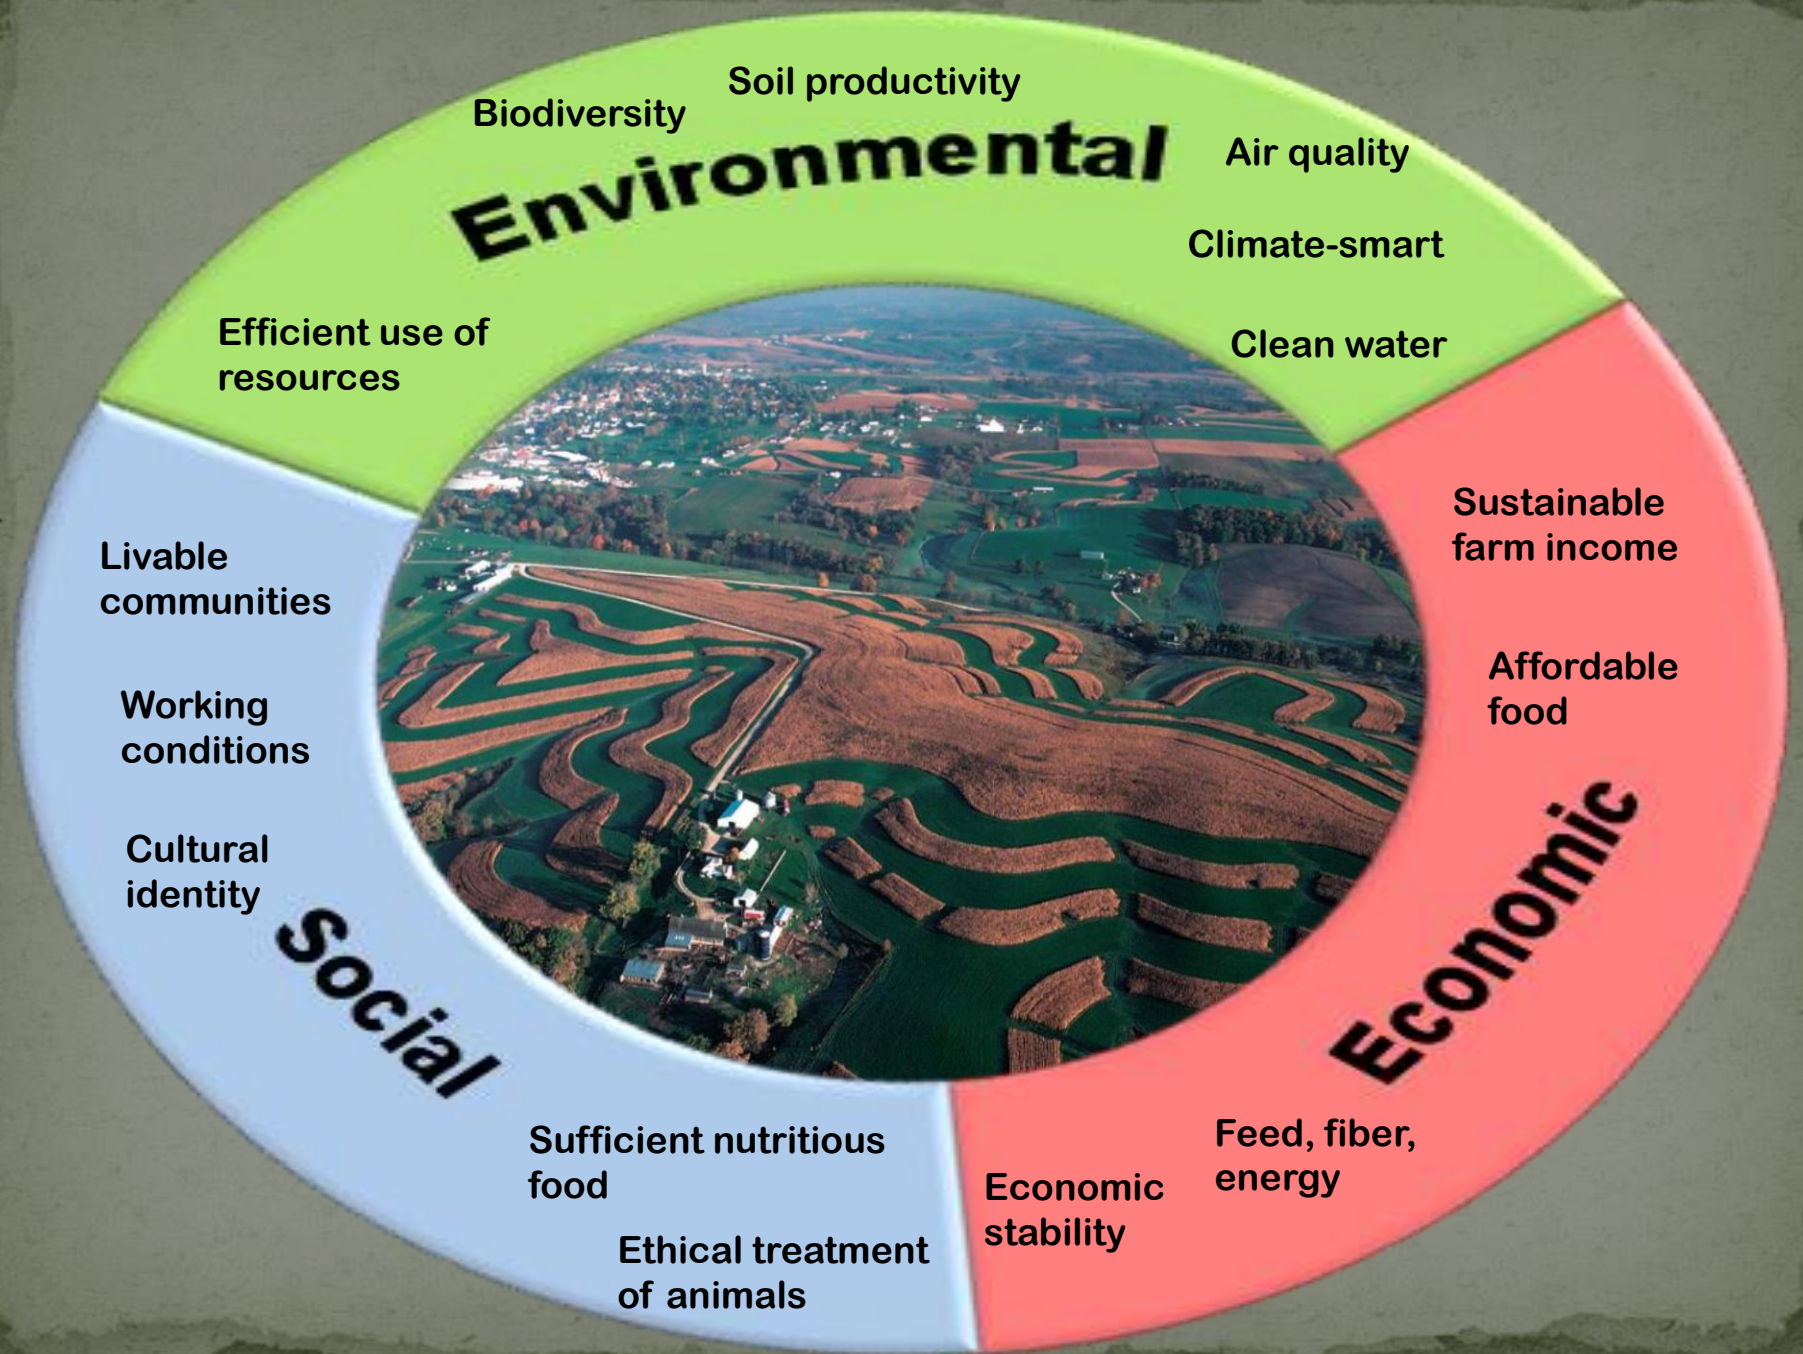 Soil productivity
Biodiversity
Environmental
Air quality
Climate-smart
Efficient use of
resources
Clean water
Sustainable
farm income
Affordable
food
Economic
Feed, fiber,
energy
Economic
stability
Livable
communities
Working
conditions
Cultural
identity
Social
Sufficient nutritious
food
Ethical treatment
of animals